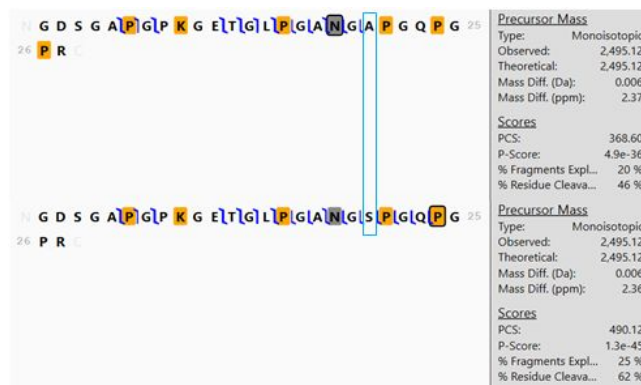 N G D S G A P G P K G E T G L P G A N G A P G Q P G 25
26 P R
N G D S G A P G P K G E T G L P G A N G S P G Q P G 25
26 P R
Precursor Mass
Type: Monoisotopic
Observed: 2,495.12
Theoretical: 2,495.12
Mass Diff. (Da): 0.006
Mass Diff. (ppm): 2.37
Scores
PCS: 368.60
P-Score: 4.9e-36
% Fragments Expl... 20 %
% Residue Cleava... 46 %
Precursor Mass
Type: Monoisotopic
Observed: 2,495.12
Theoretical: 2,495.12
Mass Diff. (Da): 0.006
Mass Diff. (ppm): 2.36
Scores
PCS: 490.12
P-Score: 1.3e-45
% Fragments Expl... 25 %
% Residue Cleava... 62 %